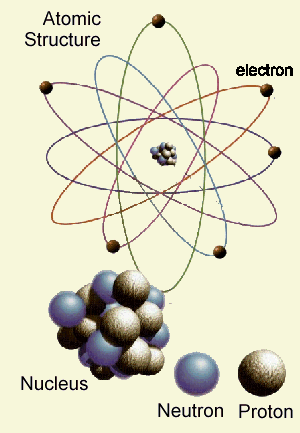 Atomic
Structure
electron
Nucleus
Neutron
Proton